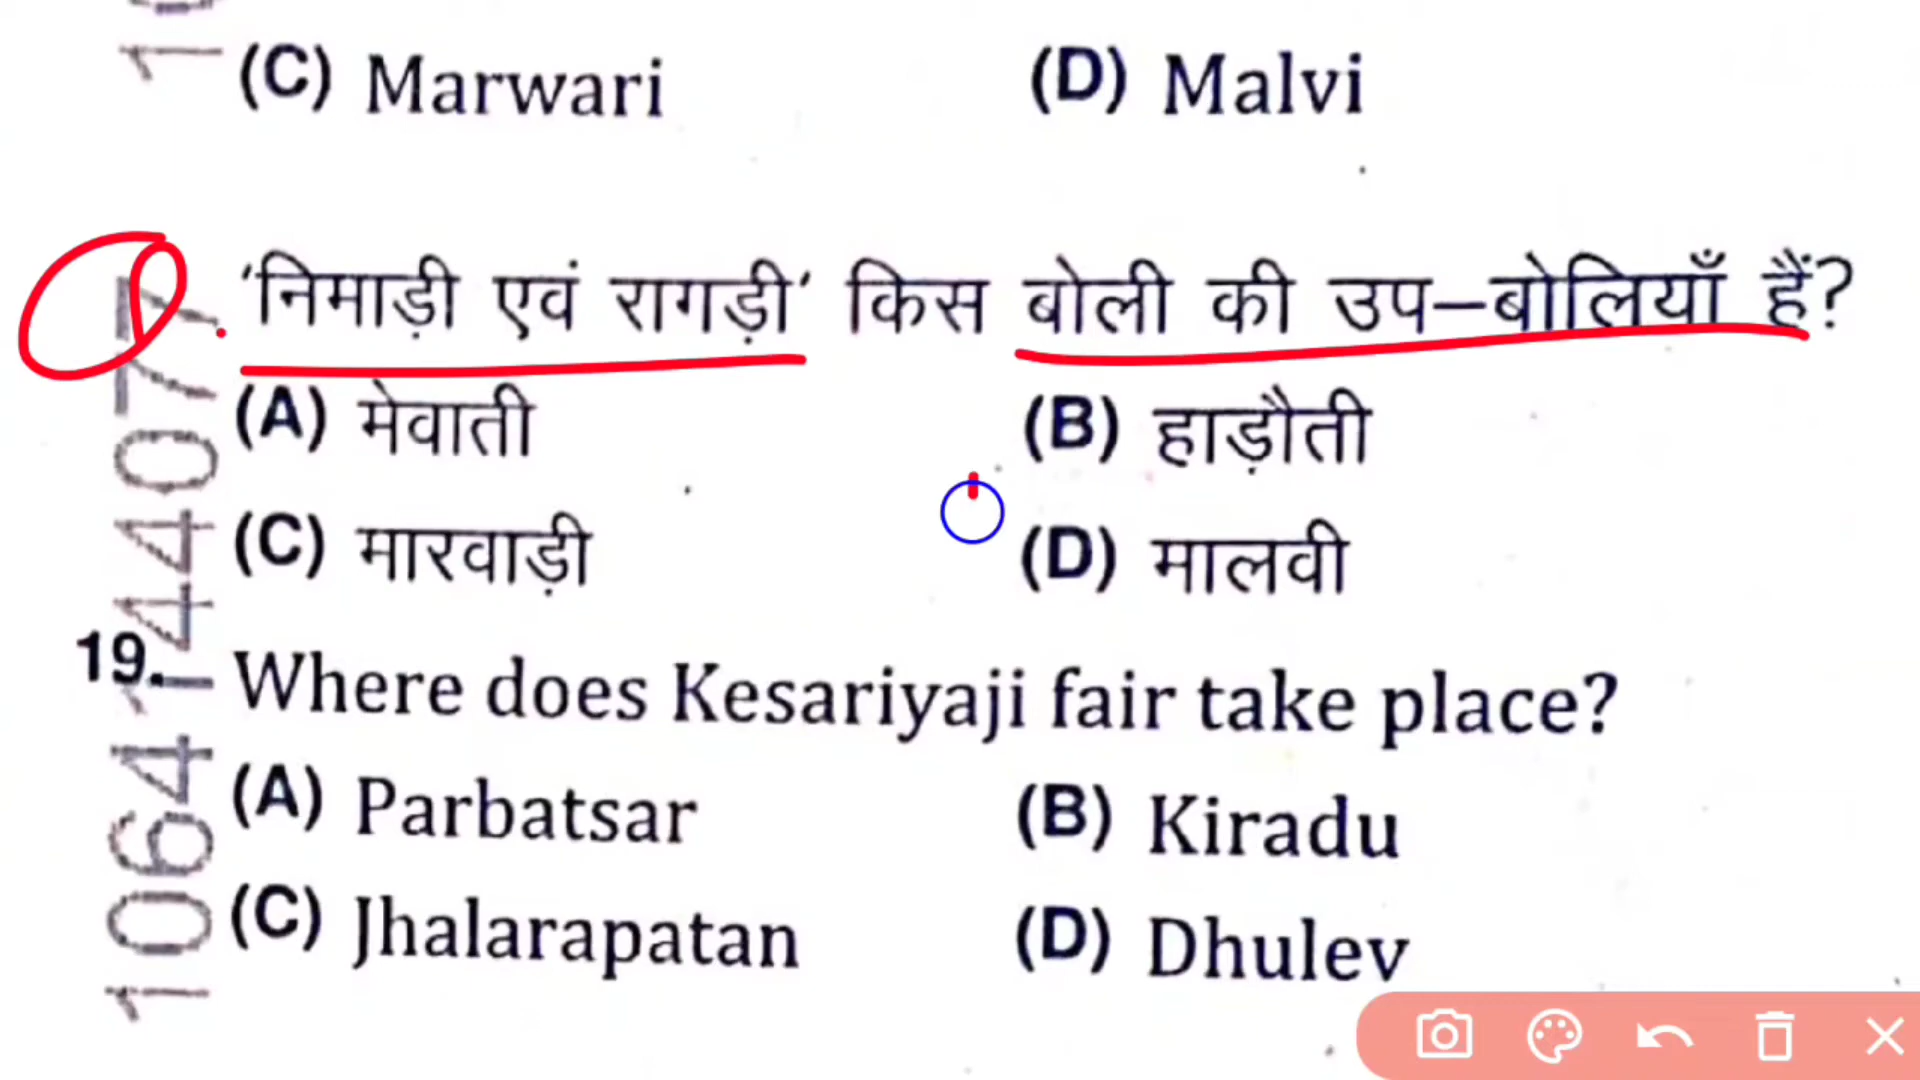 (C) Marwari (D) Malvi
'निमाड़ी एवं रागड़ी' किस बोली की उप–बोलियाँ हैं?
(A) मेवाती (B) हाड़ौती
(C) मारवाड़ी (D) मालवी
19. Where does Kesariyaji fair take place?
(A) Parbatsar (B) Kiradu
(C) Jhalarapatan (D) Dhulev